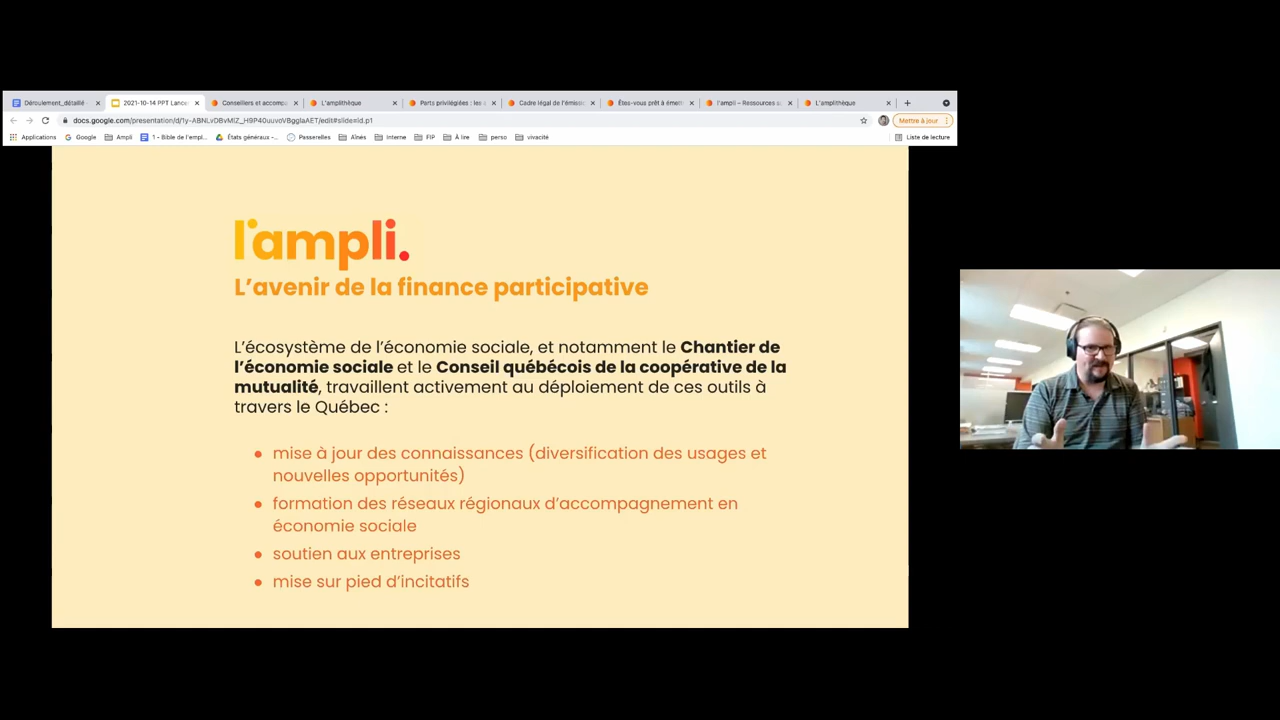 Déroulement_détaillé
2021-10-14 PPT Lance
Conseillers et accomp
L'amplithèque
Parts privilégiées : les
Cadre légal de l'émissi
Êtes-vous prêt à émett
l'ampli – Ressources s
L'amplithèque
Mettre à jour
Applications
Google
Ampli
1 - Bible de l'empl...
États généraux -...
Passerelles
AÎnés
Interne
FIP
À lire
perso
vivacité
Liste de lecture
l'ampli.
L'avenir de la finance participative
L'écosystème de l'économie sociale, et notamment le Chantier de
l'économie sociale et le Conseil québécois de la coopérative de la
mutualité, travaillent activement au déploiement de ces outils à
travers le Québec :
• mise à jour des connaissances (diversification des usages et
nouvelles opportunités)
• formation des réseaux régionaux d'accompagnement en
économie sociale
• soutien aux entreprises
• mise sur pied d'incitatifs